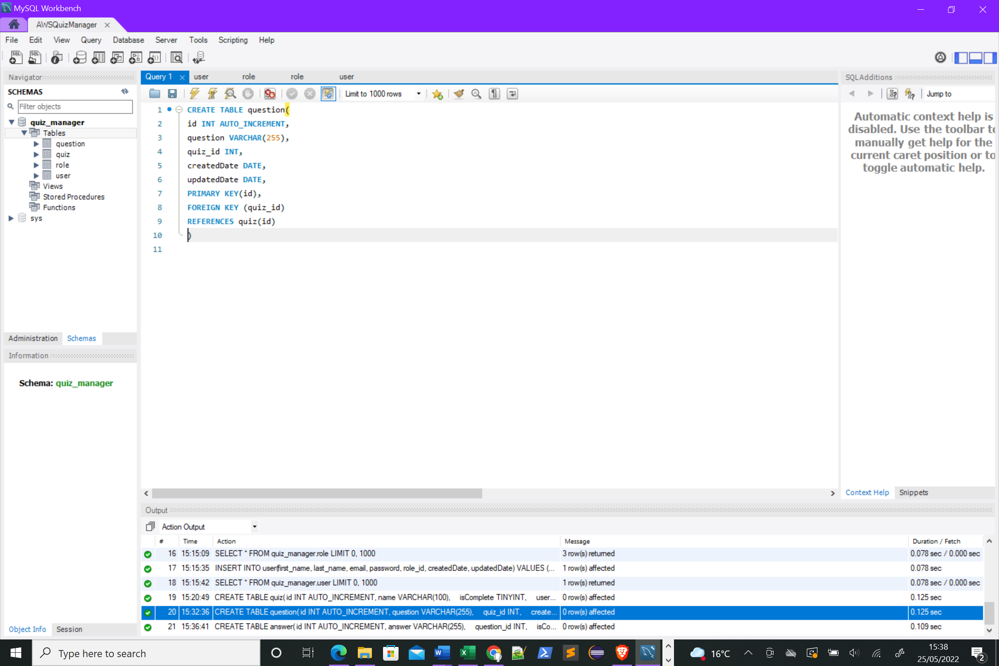 MySQL Workbench
AWSQuizManager
File Edit View Query Database Server Tools Scripting Help
Navigator
SCHEMAS
Filter objects
quiz_manager
Tables
question
quiz
role
user
Views
Stored Procedures
Functions
sys
Administration Schemas
Information
Schema: quiz_manager
Object Info Session
Query 1 user role role user
Limit to 1000 rows
1 CREATE TABLE question(
2 id INT AUTO_INCREMENT,
3 question VARCHAR(255),
4 quiz_id INT,
5 createdDate DATE,
6 updatedDate DATE,
7 PRIMARY KEY(id),
8 FOREIGN KEY (quiz_id)
9 REFERENCES quiz(id)
10 )
11
SQLAdditions
Jump to
Automatic context help is
disabled. Use the toolbar to
manually get help for the
current caret position or to
toggle automatic help.
Context Help Snippets
Output
Action Output
# Time Action Message Duration / Fetch
16 15:15:09 SELECT * FROM quiz_manager.role LIMIT 0, 1000 3 row(s) returned 0.078 sec / 0.000 sec
17 15:15:35 INSERT INTO user(first_name, last_name, email, password, role_id, createdDate, updatedDate) VALUES (... 1 row(s) affected 0.078 sec
18 15:15:42 SELECT * FROM quiz_manager.user LIMIT 0, 1000 1 row(s) returned 0.078 sec / 0.000 sec
19 15:20:49 CREATE TABLE quiz( id INT AUTO_INCREMENT, name VARCHAR(100), isComplete TINYINT, user... 0 row(s) affected 0.125 sec
20 15:32:36 CREATE TABLE question( id INT AUTO_INCREMENT, question VARCHAR(255), quiz_id INT, create... 0 row(s) affected 0.125 sec
21 15:36:41 CREATE TABLE answer( id INT AUTO_INCREMENT, answer VARCHAR(255), question_id INT, isCo... 0 row(s) affected 0.109 sec
Type here to search
16°C
15:38
25/05/2022
2